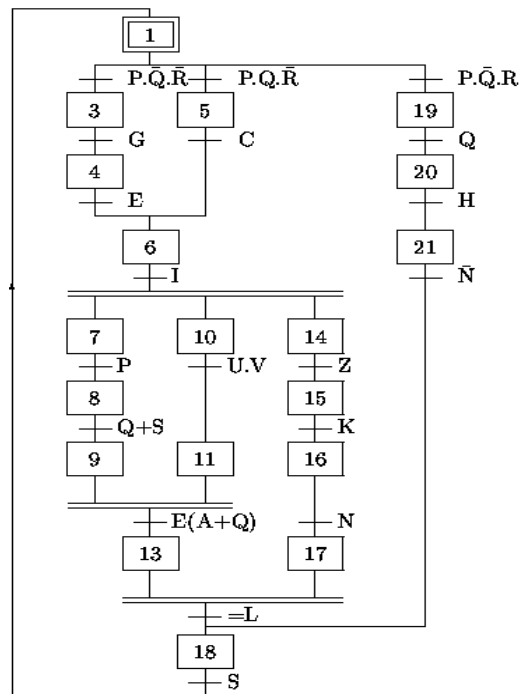 1
P.Q̄.R̄ P.Q.R̄ P.Q̄.R
3 5 19
G C Q
4 20
E H
6 21
I N̄
7 10 14
P U.V Z
8 15
Q+S K
9 11 16
E(A+Q) N
13 17
=L
18
S